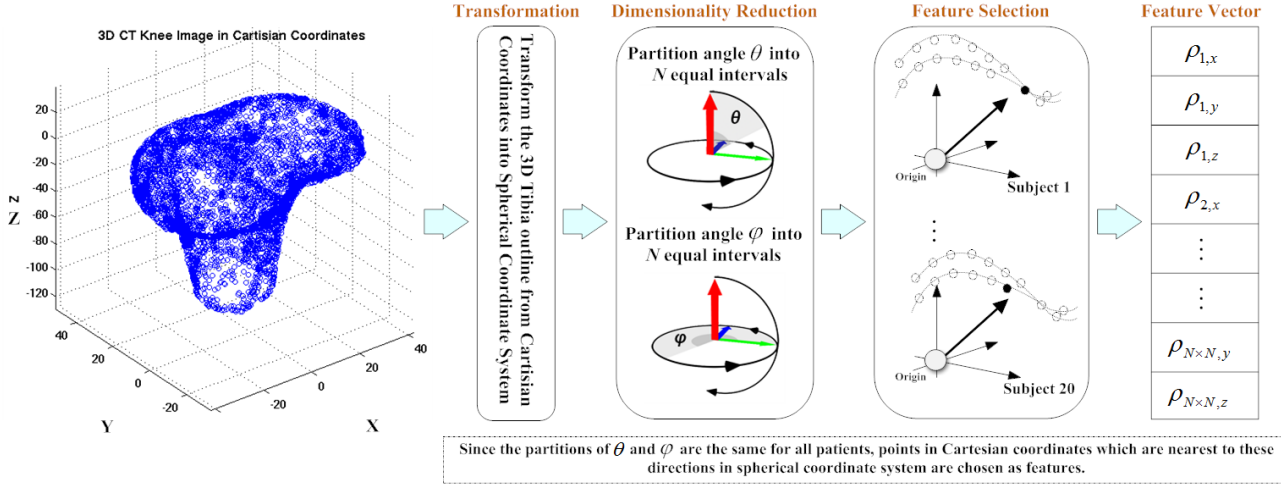 3D CT Knee Image in Cartisian Coordinates
20
0
-20
-40
-60
-80
-100
-120
Z
Z
40
20
0
-20
Y
-20
0
20
40
X
Transformation
Transform the 3D Tibia outline from Cartisian
Coordinates into Spherical Coordinate System
Dimensionality Reduction
Partition angle θ into
N equal intervals
θ
Partition angle φ into
N equal intervals
φ
Feature Selection
Origin
Subject 1
⋮
Origin
Subject 20
Feature Vector
ρ1,x
ρ1,y
ρ1,z
ρ2,x
⋮
⋮
ρN×N,y
ρN×N,z
Since the partitions of θ and φ are the same for all patients, points in Cartesian coordinates which are nearest to these
directions in spherical coordinate system are chosen as features.